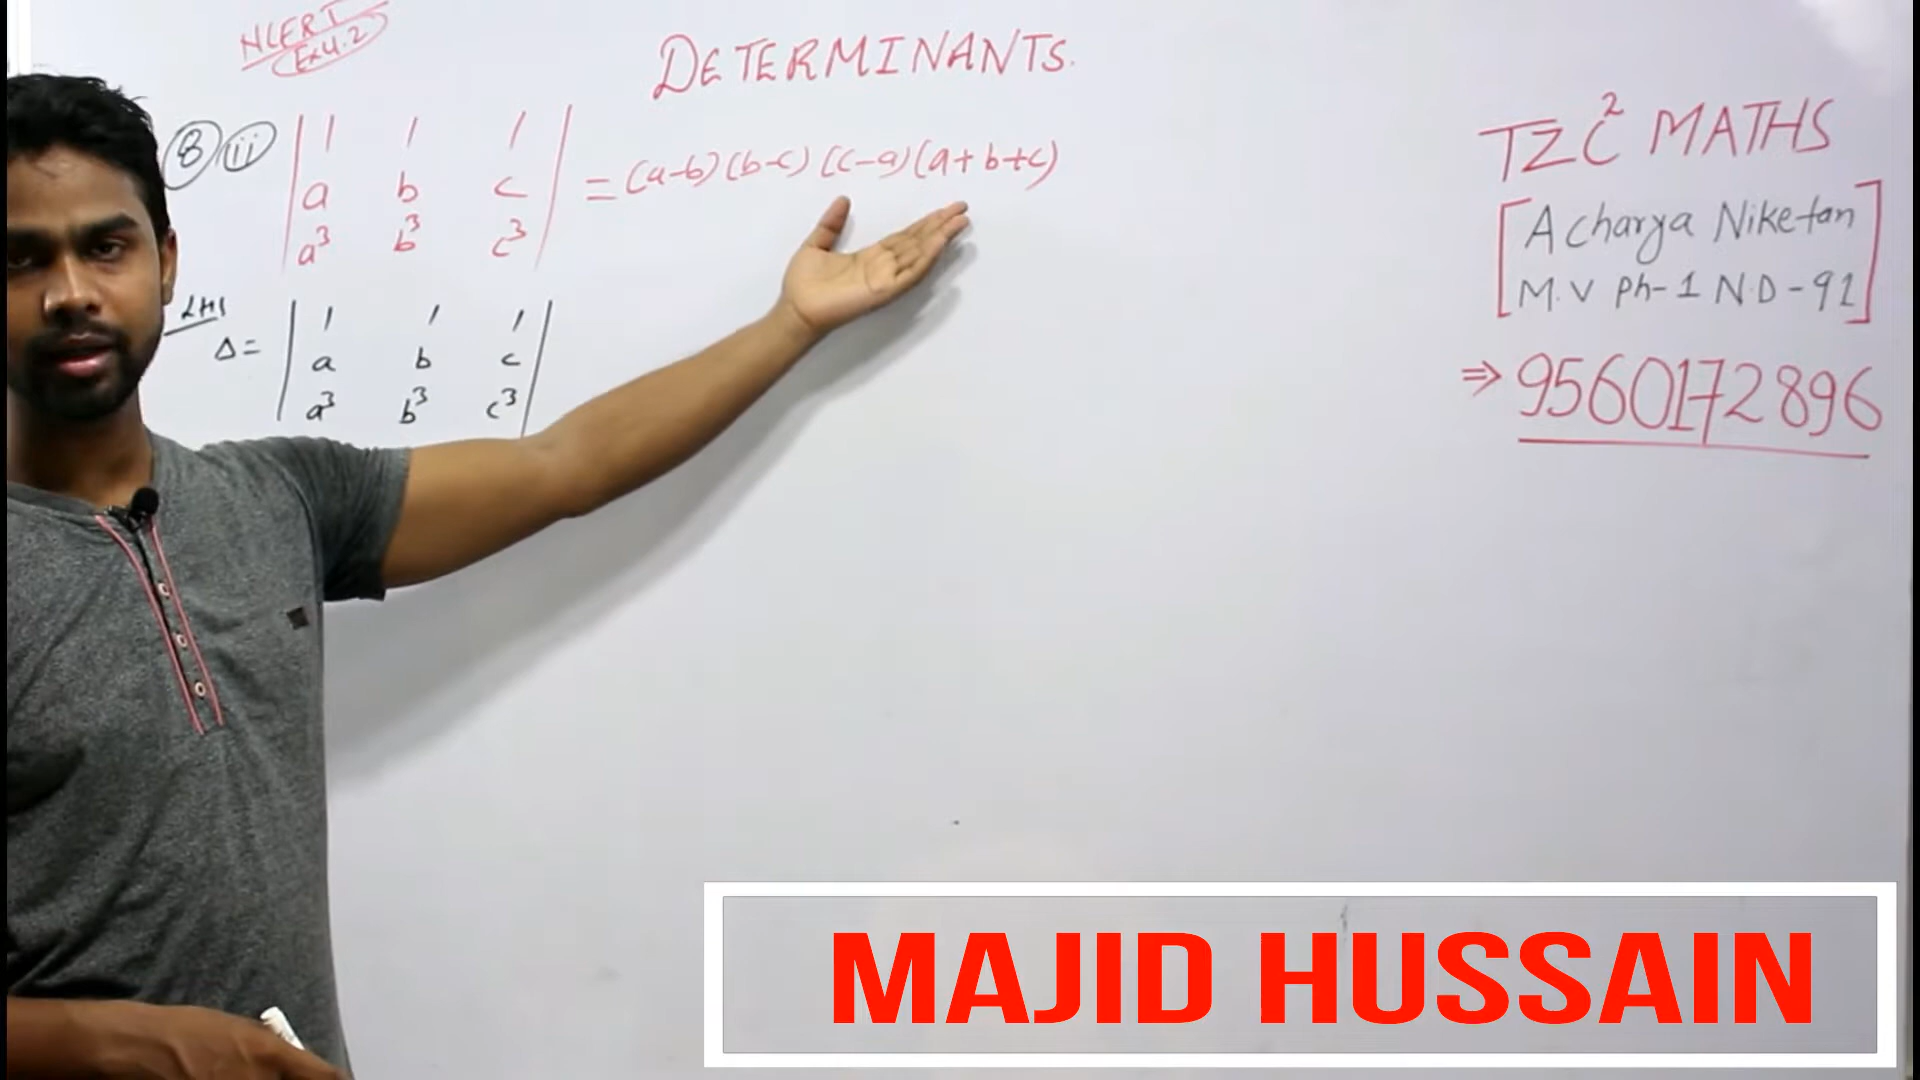 NCERT
Ex 4.2
DETERMINANTS.
8 ii | 1 1 1 |
| a b c | = (a-b)(b-c)(c-a)(a+b+c)
| a³ b³ c³ |
LHS
Δ = | 1 1 1 |
| a b c |
| a³ b³ c³ |
TZC² MATHS
[Acharya Niketan
M.V Ph-1 N.D-91]
⇒ 9560172896
MAJID HUSSAIN